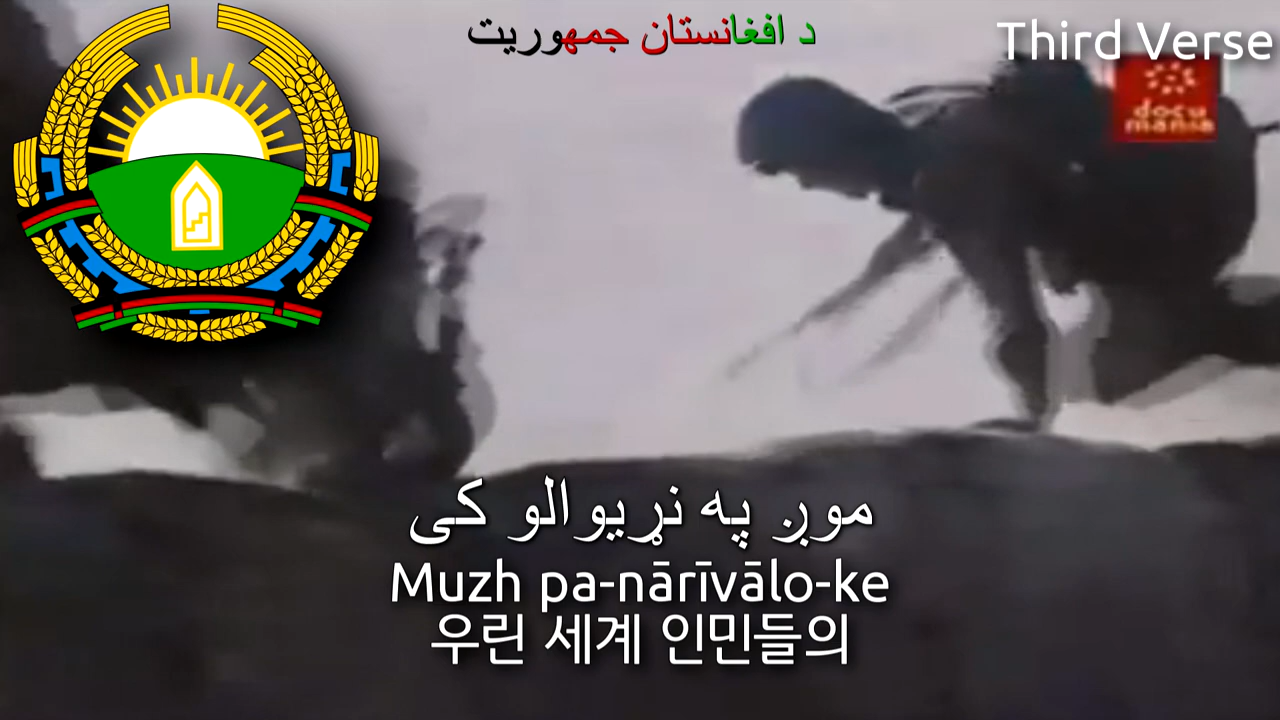 د افغانستان جمهوریت
Third Verse
docu
mania
موږ په نړیوالو کی
Muzh pa-nārīvālo-ke
우린 세계 인민들의